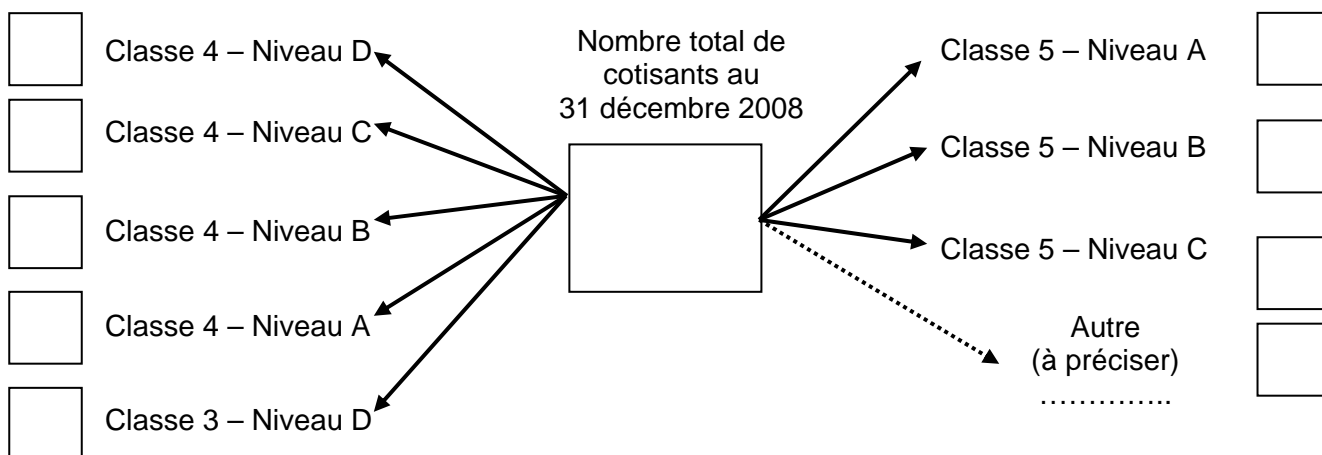 Classe 4 – Niveau D
Classe 4 – Niveau C
Classe 4 – Niveau B
Classe 4 – Niveau A
Classe 3 – Niveau D
Nombre total de
cotisants au
31 décembre 2008
Classe 5 – Niveau A
Classe 5 – Niveau B
Classe 5 – Niveau C
Autre
(à préciser)
…………..